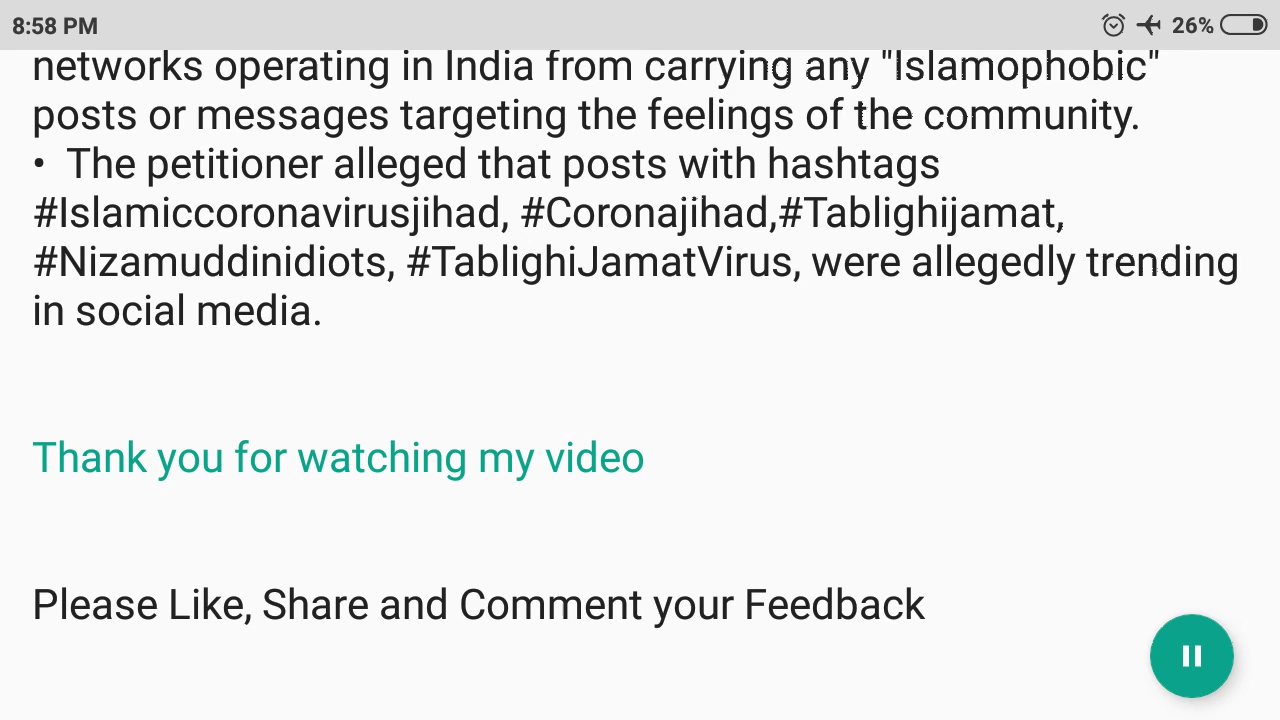 8:58 PM 26%
networks operating in India from carrying any "Islamophobic"
posts or messages targeting the feelings of the community.
• The petitioner alleged that posts with hashtags
#Islamiccoronavirusjihad, #Coronajihad,#Tablighijamat,
#Nizamuddinidiots, #TablighiJamatVirus, were allegedly trending
in social media.
Thank you for watching my video
Please Like, Share and Comment your Feedback